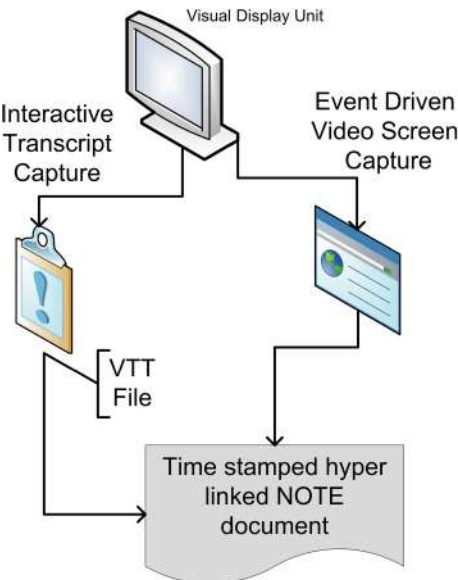 Visual Display Unit
Interactive
Transcript
Capture
Event Driven
Video Screen
Capture
VTT
File
Time stamped hyper
linked NOTE
document